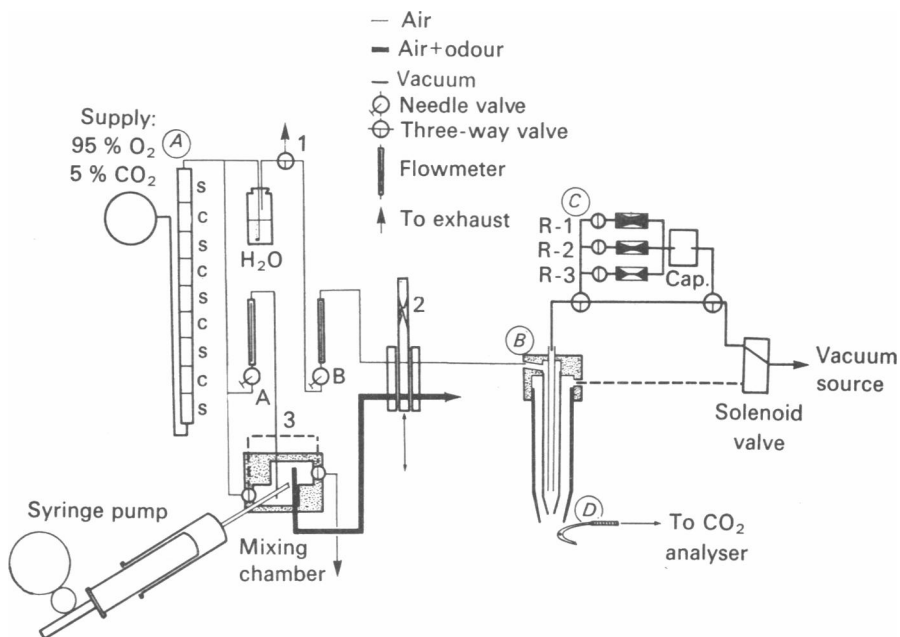 Air
Air+odour
Vacuum
Needle valve
Three-way valve
Flowmeter
To exhaust
Supply:
95 % O₂
5 % CO₂
A
1
S
C
S
C
S
C
S
C
S
H₂O
A
B
2
3
Syringe pump
Mixing
chamber
B
C
R-1
R-2
R-3
Cap.
Vacuum
source
Solenoid
valve
D
To CO₂
analyser